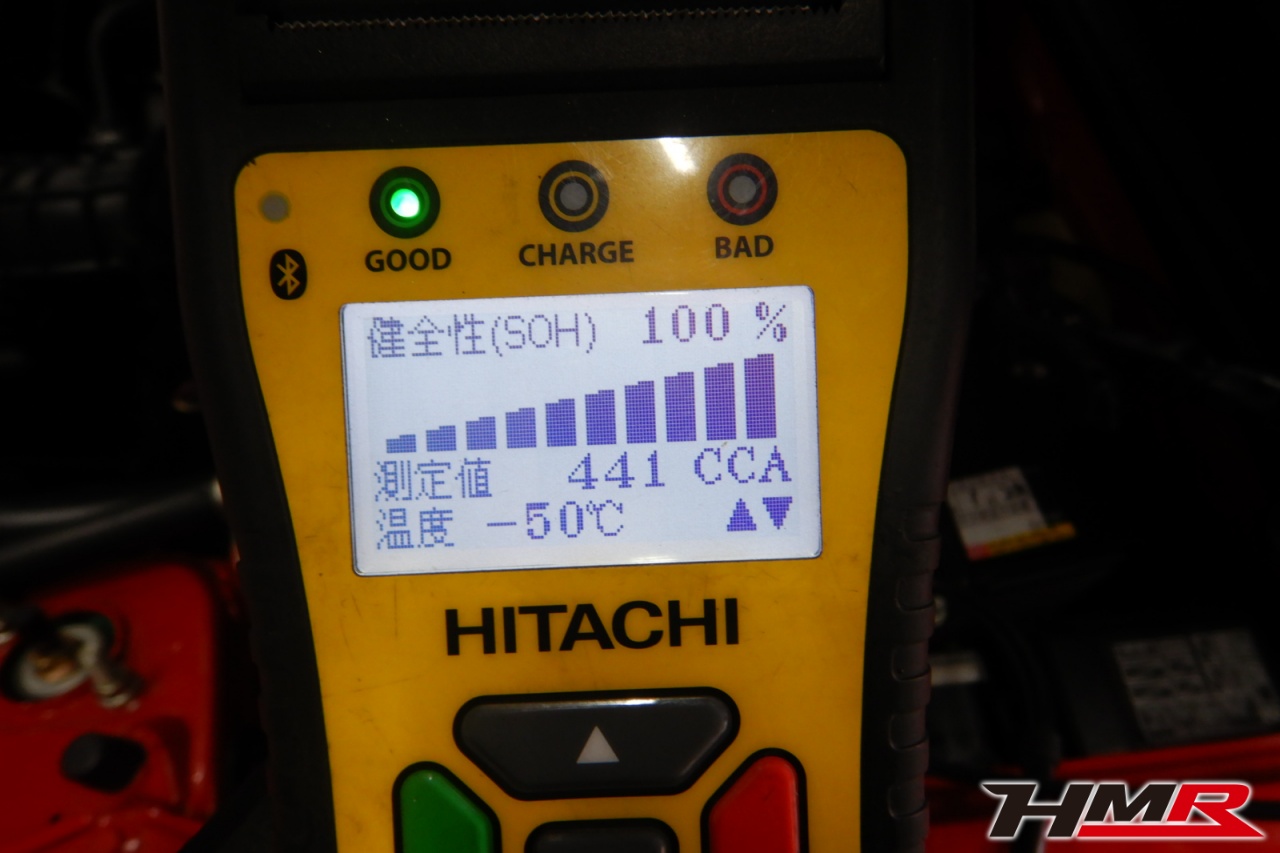 GOOD
CHARGE
BAD
健全性(SOH) 100 %
測定値 441 CCA
温度 -50℃ ▲▼
HITACHI
HMR